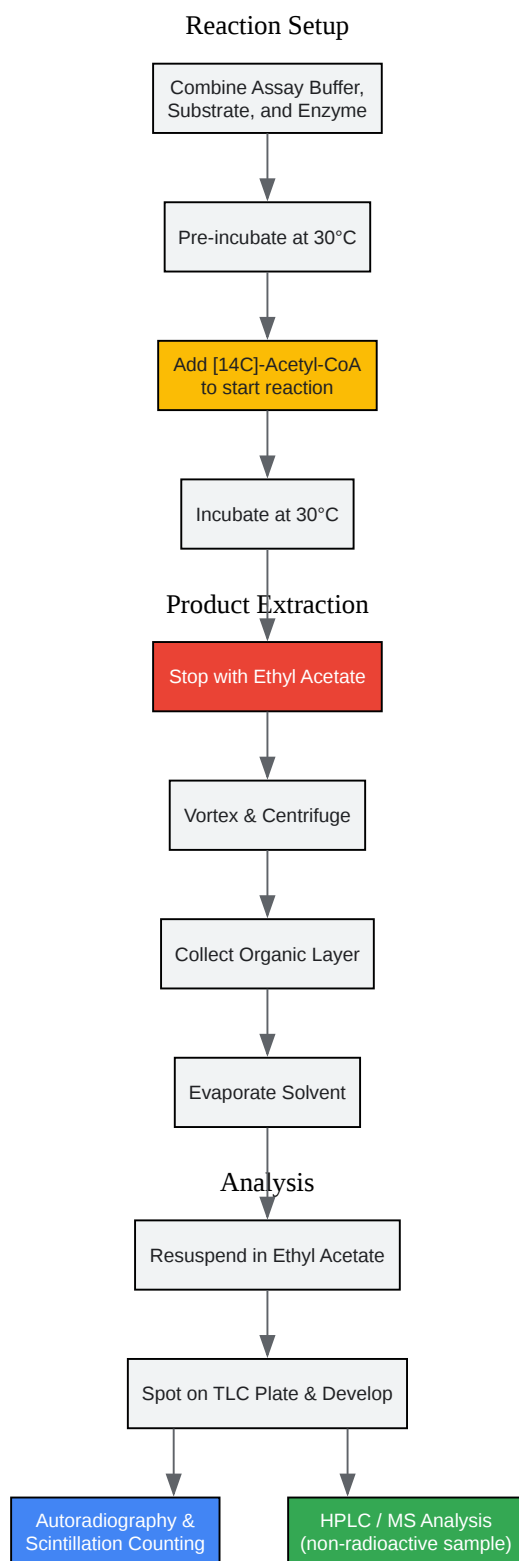 Reaction Setup
Combine Assay Buffer,
Substrate, and Enzyme
Pre-incubate at 30°C
Add [14C]-Acetyl-CoA
to start reaction
Incubate at 30°C
Product Extraction
Stop with Ethyl Acetate
Vortex & Centrifuge
Collect Organic Layer
Evaporate Solvent
Analysis
Resuspend in Ethyl Acetate
Spot on TLC Plate & Develop
Autoradiography &
Scintillation Counting
HPLC / MS Analysis
(non-radioactive sample)